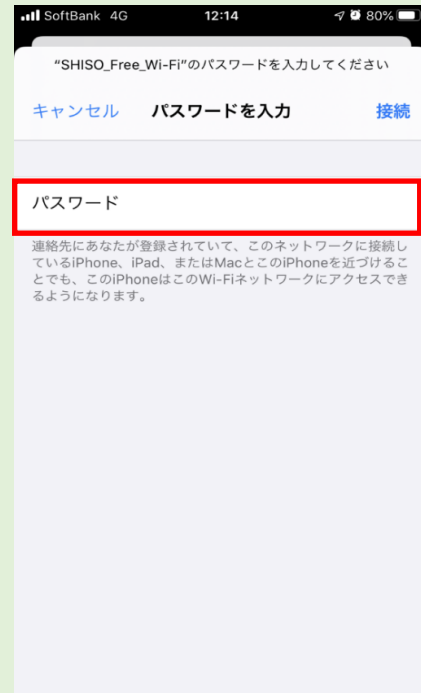 SoftBank 4G 12:14 80%
“SHISO_Free_Wi-Fi”のパスワードを入力してください
キャンセル パスワードを入力 接続
パスワード
連絡先にあなたが登録されていて、このネットワークに接続し
ているiPhone、iPad、またはMacとこのiPhoneを近づけるこ
とでも、このiPhoneはこのWi-Fiネットワークにアクセスでき
るようになります。